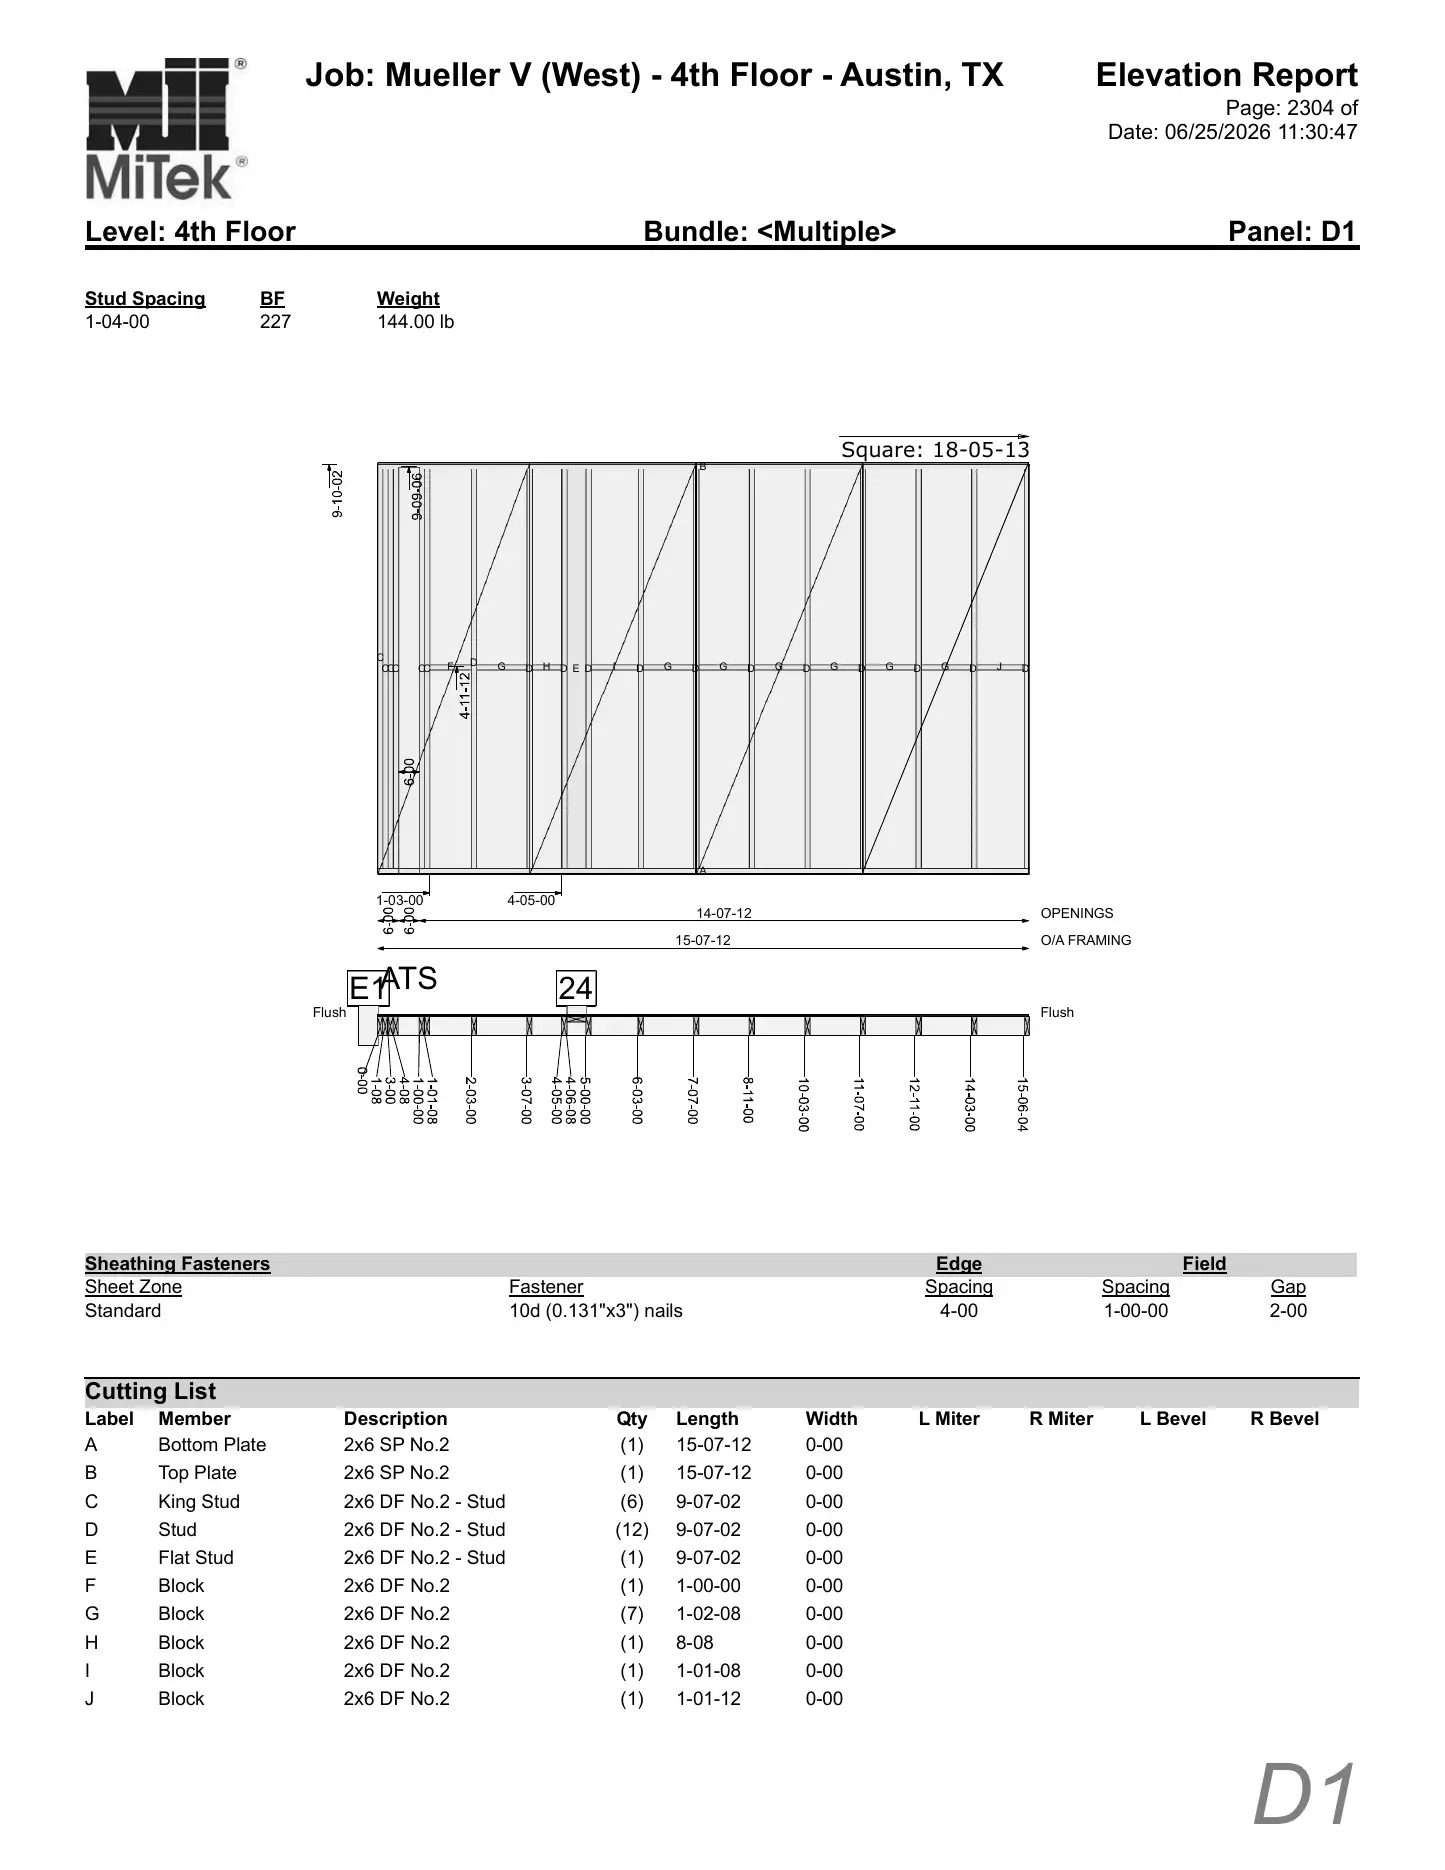 Job: Mueller V (West) - 4th Floor - Austin, TX
Elevation Report
Page: 2304 of
Date: 06/25/2026 11:30:47
MiTek®
Level: 4th Floor Bundle: <Multiple> Panel: D1
Stud Spacing BF Weight
1-04-00 227 144.00 lb
Square: 18-05-13
B
9-10-02
9-09-06
C
C C C C C F D G H D E D I D G G D G D G D G D G D J D
4-11-12
6-00
A
1-03-00 4-05-00
6-00 6-00 14-07-12 OPENINGS
15-07-12 O/A FRAMING
E1 ATS 24
Flush Flush
0-00 1-08 3-00 4-08 1-00-00 1-01-08 2-03-00 3-07-00 4-05-00 4-06-08 5-00-00 6-03-00 7-07-00 8-11-00 10-03-00 11-07-00 12-11-00 14-03-00 15-06-04
Sheathing Fasteners Edge Field
Sheet Zone Fastener Spacing Spacing Gap
Standard 10d (0.131"x3") nails 4-00 1-00-00 2-00
Cutting List
Label Member Description Qty Length Width L Miter R Miter L Bevel R Bevel
A Bottom Plate 2x6 SP No.2 (1) 15-07-12 0-00
B Top Plate 2x6 SP No.2 (1) 15-07-12 0-00
C King Stud 2x6 DF No.2 - Stud (6) 9-07-02 0-00
D Stud 2x6 DF No.2 - Stud (12) 9-07-02 0-00
E Flat Stud 2x6 DF No.2 - Stud (1) 9-07-02 0-00
F Block 2x6 DF No.2 (1) 1-00-00 0-00
G Block 2x6 DF No.2 (7) 1-02-08 0-00
H Block 2x6 DF No.2 (1) 8-08 0-00
I Block 2x6 DF No.2 (1) 1-01-08 0-00
J Block 2x6 DF No.2 (1) 1-01-12 0-00
D1